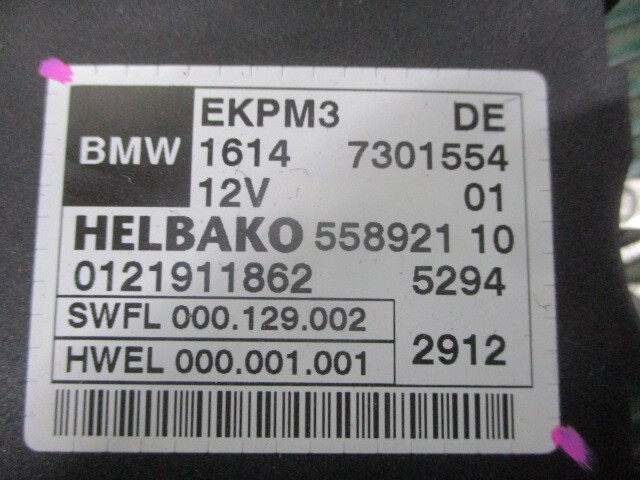 EKPM3 DE
BMW 1614 7301554
12V 01
HELBAKO 558921 10
0121911862 5294
SWFL 000.129.002
HWEL 000.001.001 2912